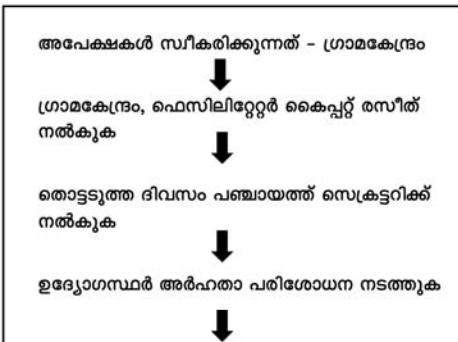 അപേക്ഷകൾ സ്വീകരിക്കുന്നത് – ഗ്രാമകേന്ദ്രം
ഗ്രാമകേന്ദ്രം, ഫെസിലിറ്റേറ്റർ കൈപ്പറ്റ് രസീത്
നൽകുക
തൊട്ടടുത്ത ദിവസം പഞ്ചായത്ത് സെക്രട്ടറിക്ക്
നൽകുക
ഉദ്യോഗസ്ഥർ അർഹതാ പരിശോധന നടത്തുക